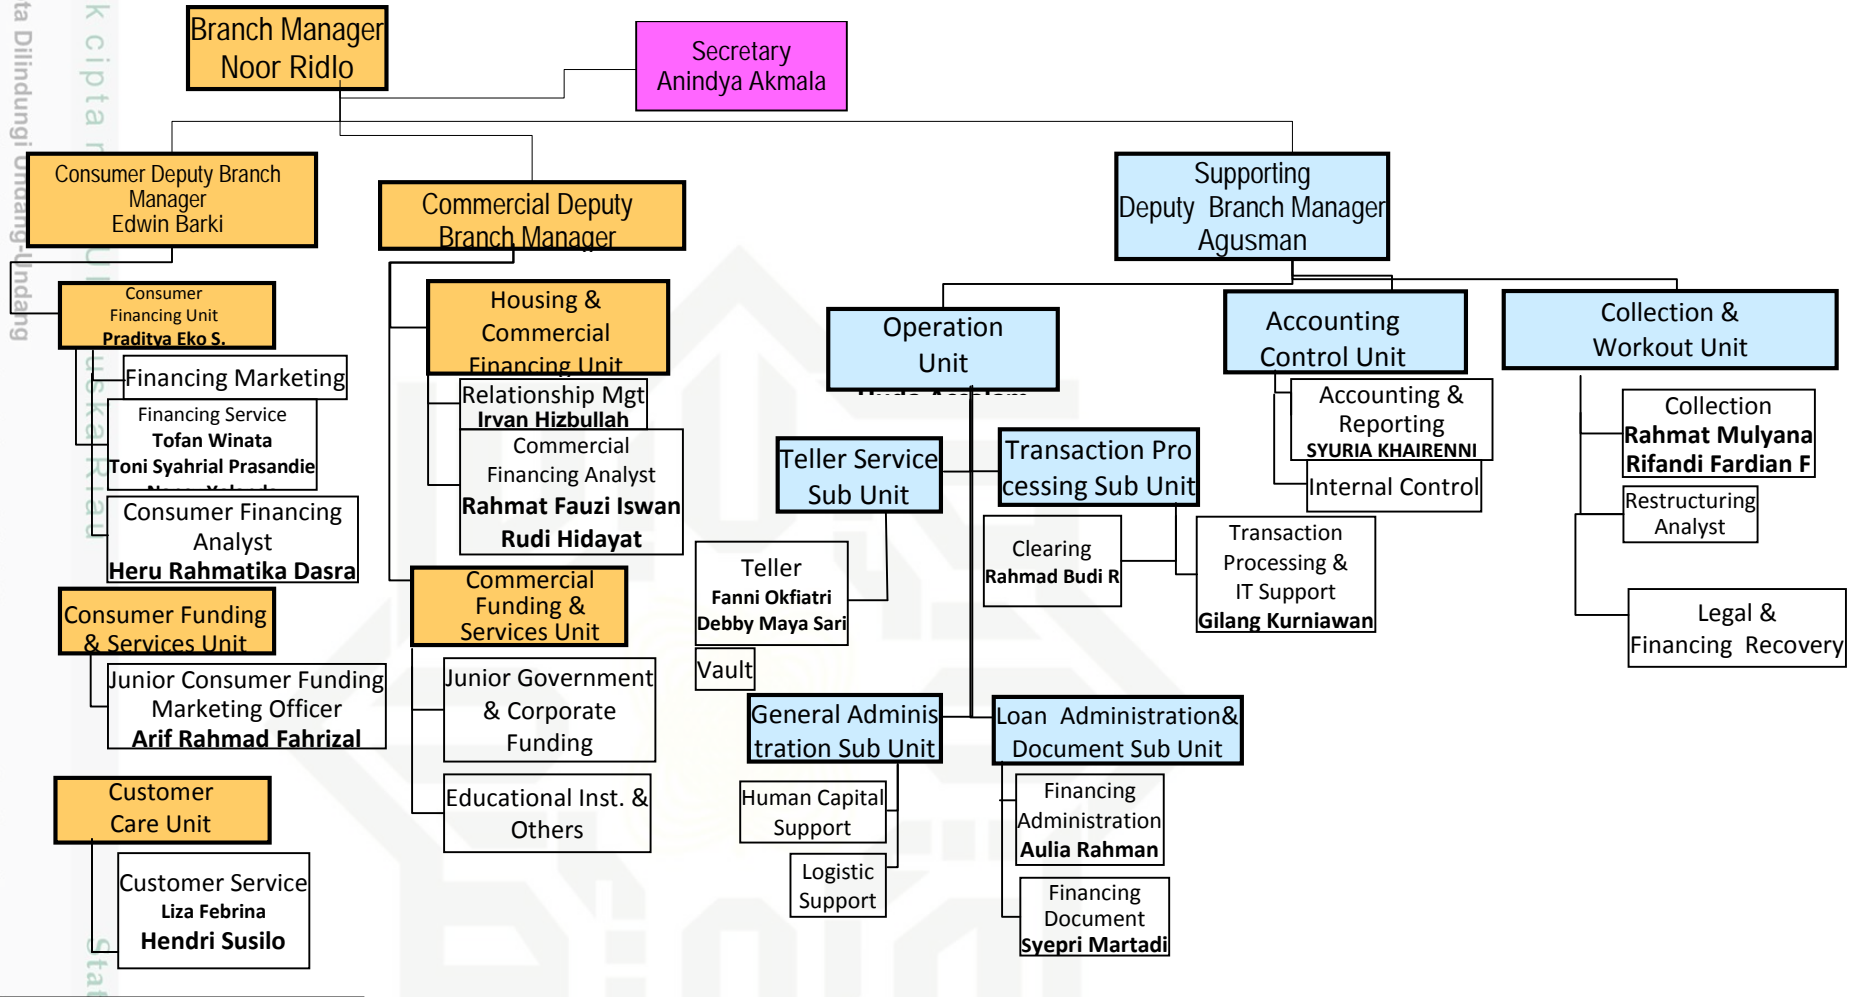 Branch Manager
Noor Ridlo
Secretary
Anindya Akmala
Consumer Deputy Branch
Manager
Edwin Barki
Commercial Deputy
Branch Manager
Supporting
Deputy Branch Manager
Agusman
Consumer
Financing Unit
Praditya Eko S.
Financing Marketing
Financing Service
Tofan Winata
Toni Syahrial Prasandie
Consumer Financing
Analyst
Heru Rahmatika Dasra
Consumer Funding
& Services Unit
Junior Consumer Funding
Marketing Officer
Arif Rahmad Fahrizal
Customer
Care Unit
Customer Service
Liza Febrina
Hendri Susilo
Housing &
Commercial
Financing Unit
Relationship Mgt
Irvan Hizbullah
Commercial
Financing Analyst
Rahmat Fauzi Iswan
Rudi Hidayat
Commercial
Funding &
Services Unit
Junior Government
& Corporate
Funding
Educational Inst. &
Others
Operation
Unit
Teller Service
Sub Unit
Teller
Fanni Okfiatri
Debby Maya Sari
Vault
Transaction Pro
cessing Sub Unit
Clearing
Rahmad Budi R
Transaction
Processing &
IT Support
Gilang Kurniawan
General Adminis
tration Sub Unit
Human Capital
Support
Logistic
Support
Loan Administration&
Document Sub Unit
Financing
Administration
Aulia Rahman
Financing
Document
Syepri Martadi
Accounting
Control Unit
Accounting &
Reporting
SYURIA KHAIRENNI
Internal Control
Collection &
Workout Unit
Collection
Rahmat Mulyana
Rifandi Fardian F
Restructuring
Analyst
Legal &
Financing Recovery
k cipta
ta Dilindungi Undang-Undang